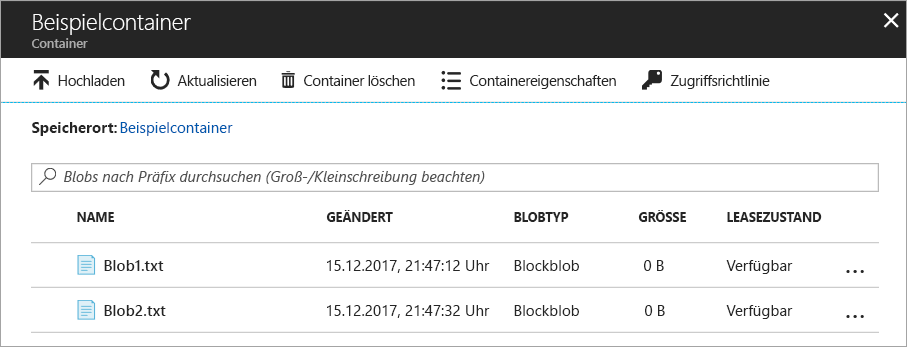 Beispielcontainer
Container
Hochladen Aktualisieren Container löschen Containereigenschaften Zugriffsrichtlinie
Speicherort: Beispielcontainer
Blobs nach Präfix durchsuchen (Groß-/Kleinschreibung beachten)
NAME GEÄNDERT BLOBTYP GRÖSSE LEASEZUSTAND
Blob1.txt 15.12.2017, 21:47:12 Uhr Blockblob 0 B Verfügbar ...
Blob2.txt 15.12.2017, 21:47:32 Uhr Blockblob 0 B Verfügbar ...